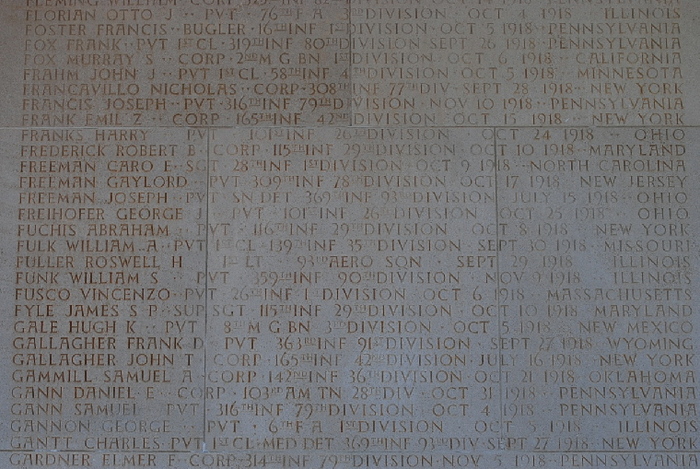 FLEMING WILLIAM CORP INF 1918
FLORIAN OTTO J · PVT · 76TH F A · 3RD DIVISION · OCT 4 1918 · ILLINOIS
FOSTER FRANCIS · BUGLER · 16TH INF · 1ST DIVISION · OCT 5 1918 · PENNSYLVANIA
FOX FRANK · PVT 1ST CL · 319TH INF 80TH DIVISION · SEPT 26 1918 · PENNSYLVANIA
FOX MURRAY S · CORP · 2ND M G BN · 1ST DIVISION · OCT 6 1918 · CALIFORNIA
FRAHM JOHN J · PVT 1ST CL · 58TH INF · 4TH DIVISION · OCT 5 1918 · MINNESOTA
FRANCAVILLO NICHOLAS · CORP · 308TH INF 77TH DIV · SEPT 28 1918 · NEW YORK
FRANCIS JOSEPH · PVT · 316TH INF 79TH DIVISION · NOV 10 1918 · PENNSYLVANIA
FRANK EMIL Z · CORP · 165TH INF 42ND DIVISION · OCT 15 1918 · NEW YORK
FRANKS HARRY · PVT · 101ST INF · 26TH DIVISION · OCT 24 1918 · OHIO
FREDERICK ROBERT B · CORP · 115TH INF · 29TH DIVISION · OCT 10 1918 · MARYLAND
FREEMAN CARO E · SGT · 28TH INF · 1ST DIVISION · OCT 9 1918 · NORTH CAROLINA
FREEMAN GAYLORD · PVT · 309TH INF 78TH DIVISION · OCT 17 1918 · NEW JERSEY
FREEMAN JOSEPH · PVT SN DET 369TH INF 93RD DIVISION · JULY 15 1918 · OHIO
FREIHOFER GEORGE J · PVT · 101ST INF · 26TH DIVISION · OCT 25 1918 · OHIO
FUCHIS ABRAHAM · PVT · 116TH INF · 29TH DIVISION · OCT 8 1918 · NEW YORK
FULK WILLIAM A · PVT 1ST CL · 139TH INF · 35TH DIVISION · SEPT 30 1918 · MISSOURI
FULLER ROSWELL H · 1ST LT · 93RD AERO SQN · SEPT 29 1918 · ILLINOIS
FUNK WILLIAM S · PVT · 359TH INF · 90TH DIVISION · NOV 9 1918 · ILLINOIS
FUSCO VINCENZO · PVT · 26TH INF · 1ST DIVISION · OCT 6 1918 · MASSACHUSETTS
FYLE JAMES S P · SUP SGT · 115TH INF · 29TH DIVISION · OCT 10 1918 · MARYLAND
GALE HUGH K · PVT · 8TH M G BN · 3RD DIVISION · OCT 5 1918 · NEW MEXICO
GALLAGHER FRANK D · PVT · 363RD INF 91ST DIVISION · SEPT 27 1918 · WYOMING
GALLAGHER JOHN T · CORP · 165TH INF · 42ND DIVISION · JULY 16 1918 · NEW YORK
GAMMILL SAMUEL A · CORP · 142ND INF · 36TH DIVISION · OCT 21 1918 · OKLAHOMA
GANN DANIEL E · CORP · 103RD AM TN · 28TH DIV · OCT 31 1918 · PENNSYLVANIA
GANN SAMUEL · PVT · 316TH INF · 79TH DIVISION · OCT 4 1918 · PENNSYLVANIA
GANNON GEORGE · PVT · 6TH F A · 1ST DIVISION · OCT 5 1918 · ILLINOIS
GANTT CHARLES · PVT 1ST CL · MED DET · 369TH INF · 93RD DIV · SEPT 27 1918 · NEW YORK
GARDNER ELMER F · CORP · 314TH INF · 79TH DIVISION · NOV 5 1918 · PENNSYLVANIA